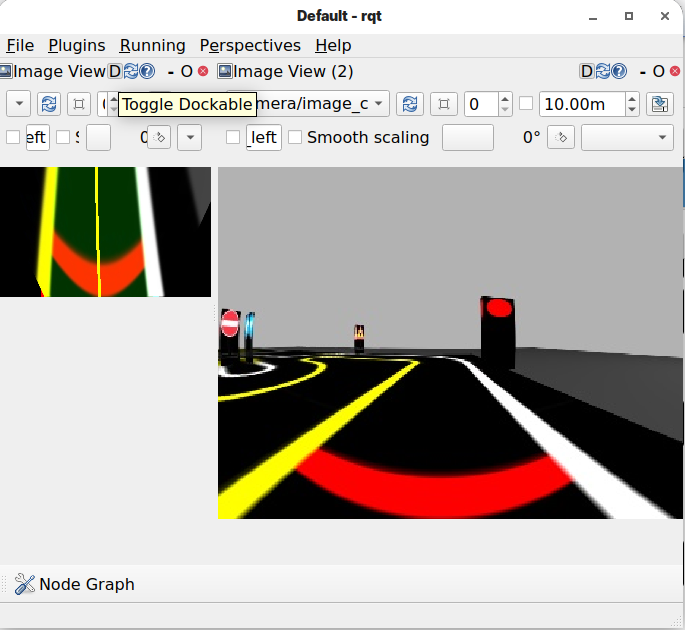 Default - rqt
File Plugins Running Perspectives Help
Image View D - O Image View (2) D - O
Toggle Dockable mera/image_c 0 10.00m
eft _left Smooth scaling 0°
Node Graph